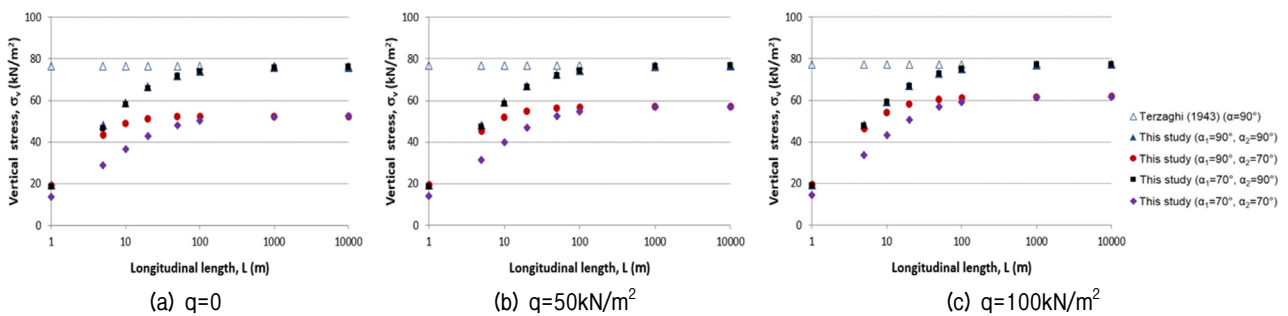 100
80
60
40
20
0
Vertical stress, σᵥ (kN/m²)
1 10 100 1000 10000
Longitudinal length, L (m)
(a) q=0
100
80
60
40
20
0
Vertical stress, σᵥ (kN/m²)
1 10 100 1000 10000
Longitudinal length, L (m)
(b) q=50kN/m²
100
80
60
40
20
0
Vertical stress, σᵥ (kN/m²)
1 10 100 1000 10000
Longitudinal length, L (m)
(c) q=100kN/m²
Terzaghi (1943) (α=90°)
This study (α₁=90°, α₂=90°)
This study (α₁=90°, α₂=70°)
This study (α₁=70°, α₂=90°)
This study (α₁=70°, α₂=70°)